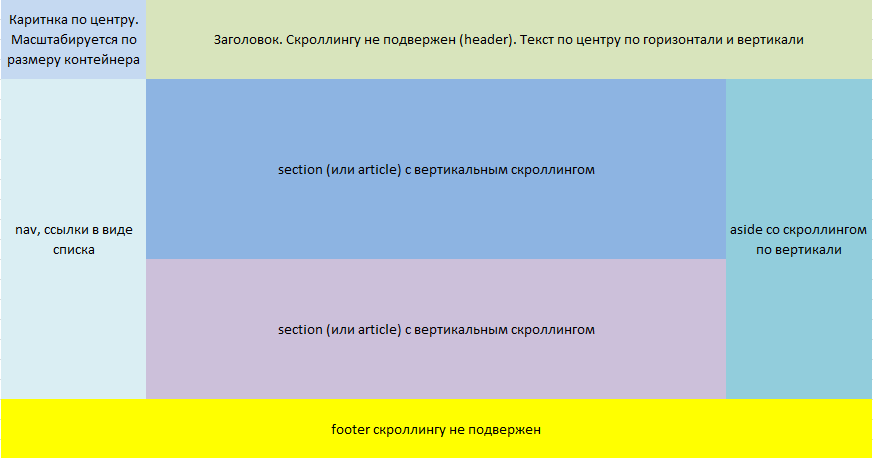 Каритнка по центру.
Масштабируется по
размеру контейнера
Заголовок. Скроллингу не подвержен (header). Текст по центру по горизонтали и вертикали
section (или article) с вертикальным скроллингом
nav, ссылки в виде
списка
aside со скроллингом
по вертикали
section (или article) с вертикальным скроллингом
footer скроллингу не подвержен